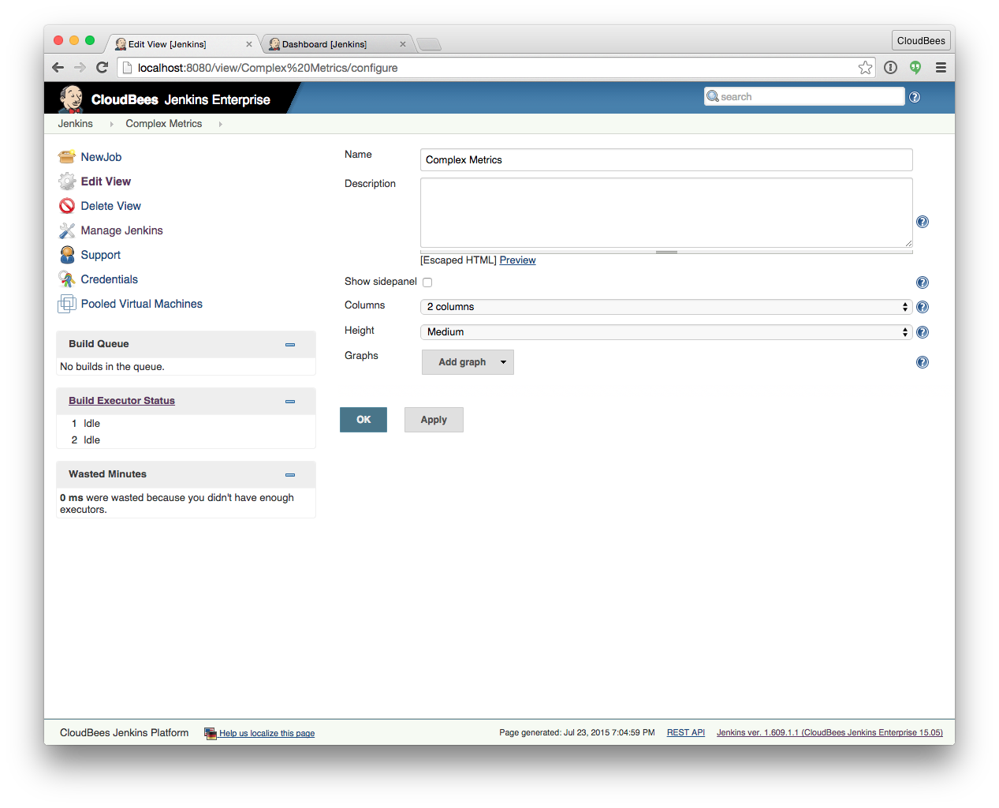 Edit View [Jenkins]
Dashboard [Jenkins]
CloudBees
localhost:8080/view/Complex%20Metrics/configure
CloudBees Jenkins Enterprise
search
Jenkins
Complex Metrics
NewJob
Edit View
Delete View
Manage Jenkins
Support
Credentials
Pooled Virtual Machines
Build Queue
No builds in the queue.
Build Executor Status
1 Idle
2 Idle
Wasted Minutes
0 ms were wasted because you didn't have enough
executors.
Name
Complex Metrics
Description
[Escaped HTML] Preview
Show sidepanel
Columns
2 columns
Height
Medium
Graphs
Add graph
OK
Apply
CloudBees Jenkins Platform
Help us localize this page
Page generated: Jul 23, 2015 7:04:59 PM
REST API
Jenkins ver. 1.609.1.1 (CloudBees Jenkins Enterprise 15.05)